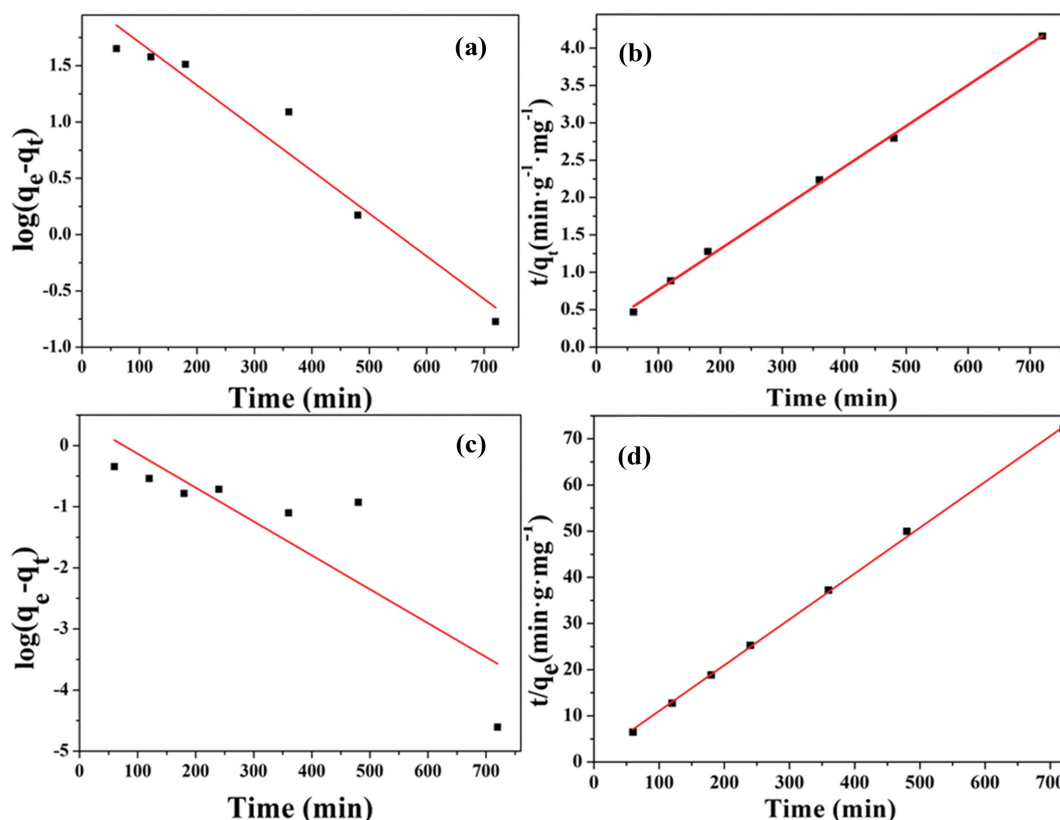 (a)
log(qe-qt)
1.5
1.0
0.5
0.0
-0.5
-1.0
0 100 200 300 400 500 600 700
Time (min)
(b)
t/qt(min·g-1·mg-1)
4.0
3.5
3.0
2.5
2.0
1.5
1.0
0.5
0.0
0 100 200 300 400 500 600 700
Time (min)
(c)
log(qe-qt)
0
-1
-2
-3
-4
-5
0 100 200 300 400 500 600 700
Time (min)
(d)
t/qe(min·g·mg-1)
70
60
50
40
30
20
10
0
0 100 200 300 400 500 600 700
Time (min)